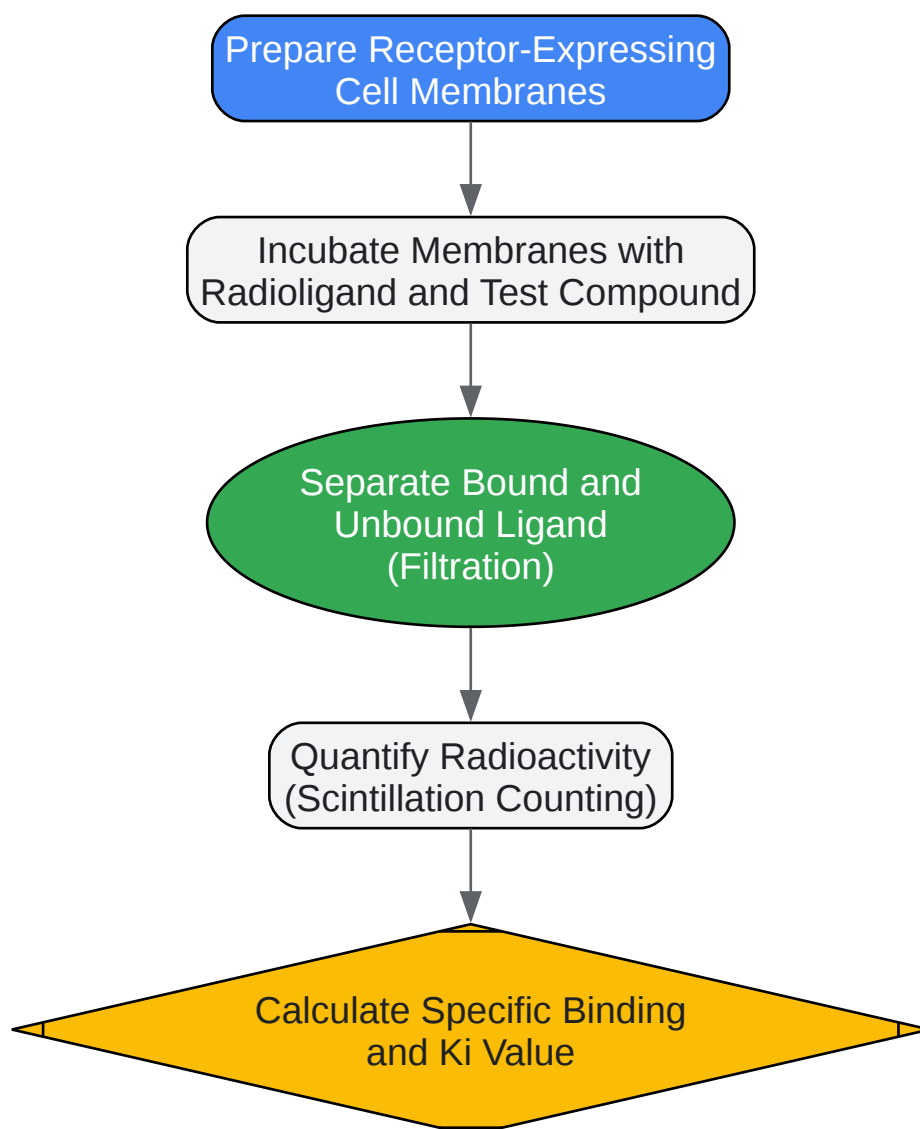 Prepare Receptor-Expressing
Cell Membranes
Incubate Membranes with
Radioligand and Test Compound
Separate Bound and
Unbound Ligand
(Filtration)
Quantify Radioactivity
(Scintillation Counting)
Calculate Specific Binding
and Ki Value